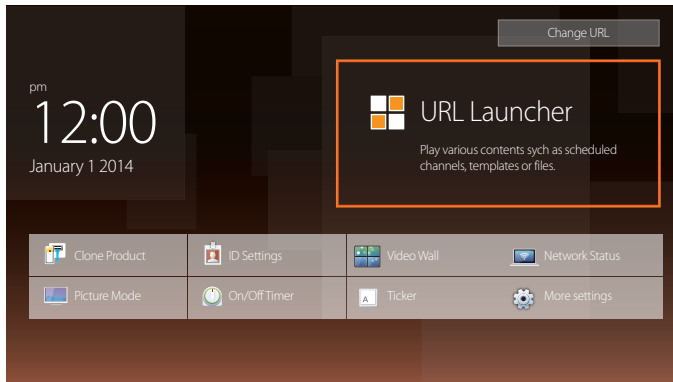 Change URL
pm
12:00
January 1 2014
URL Launcher
Play various contents sych as scheduled
channels, templates or files.
Clone Product
ID Settings
Video Wall
Network Status
Picture Mode
On/Off Timer
A
Ticker
More settings